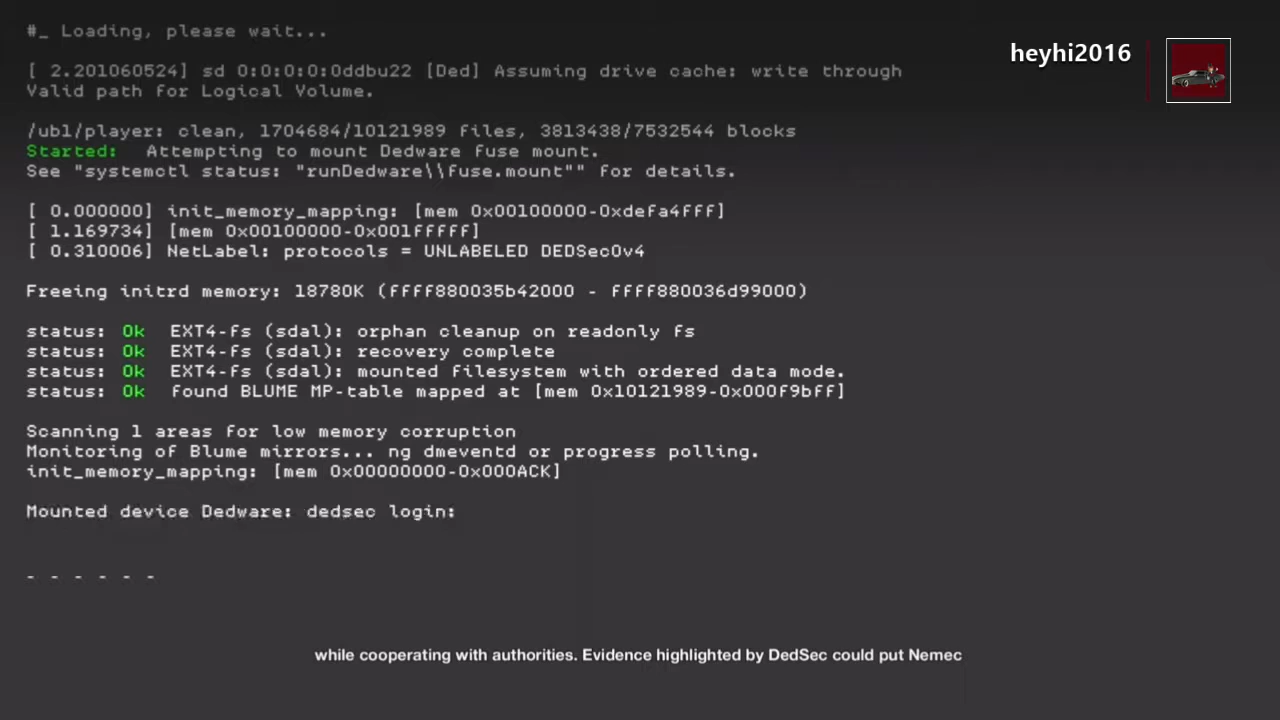 #_ Loading, please wait...
heyhi2016
[ 2.201060524] sd 0:0:0:0:0ddbu22 [Ded] Assuming drive cache: write through
Valid path for Logical Volume.
/ubl/player: clean, 1704684/10121989 files, 3813438/7532544 blocks
Started: Attempting to mount Dedware Fuse mount.
See "systemctl status: "runDedware\\fuse.mount"" for details.
[ 0.000000] init_memory_mapping: [mem 0x00100000-0xdefa4fff]
[ 1.169734] [mem 0x00100000-0x001fffff]
[ 0.310006] NetLabel: protocols = UNLABELED DEDSecOv4
Freeing initrd memory: 18780K (ffff880035b42000 - ffff880036d99000)
status: Ok EXT4-fs (sdal): orphan cleanup on readonly fs
status: Ok EXT4-fs (sdal): recovery complete
status: Ok EXT4-fs (sdal): mounted filesystem with ordered data mode.
status: Ok found BLUME MP-table mapped at [mem 0x10121989-0x000f9bff]
Scanning 1 areas for low memory corruption
Monitoring of Blume mirrors... ng dmeventd or progress polling.
init_memory_mapping: [mem 0x00000000-0x000ACK]
Mounted device Dedware: dedsec login:
- - - - - -
while cooperating with authorities. Evidence highlighted by DedSec could put Nemec